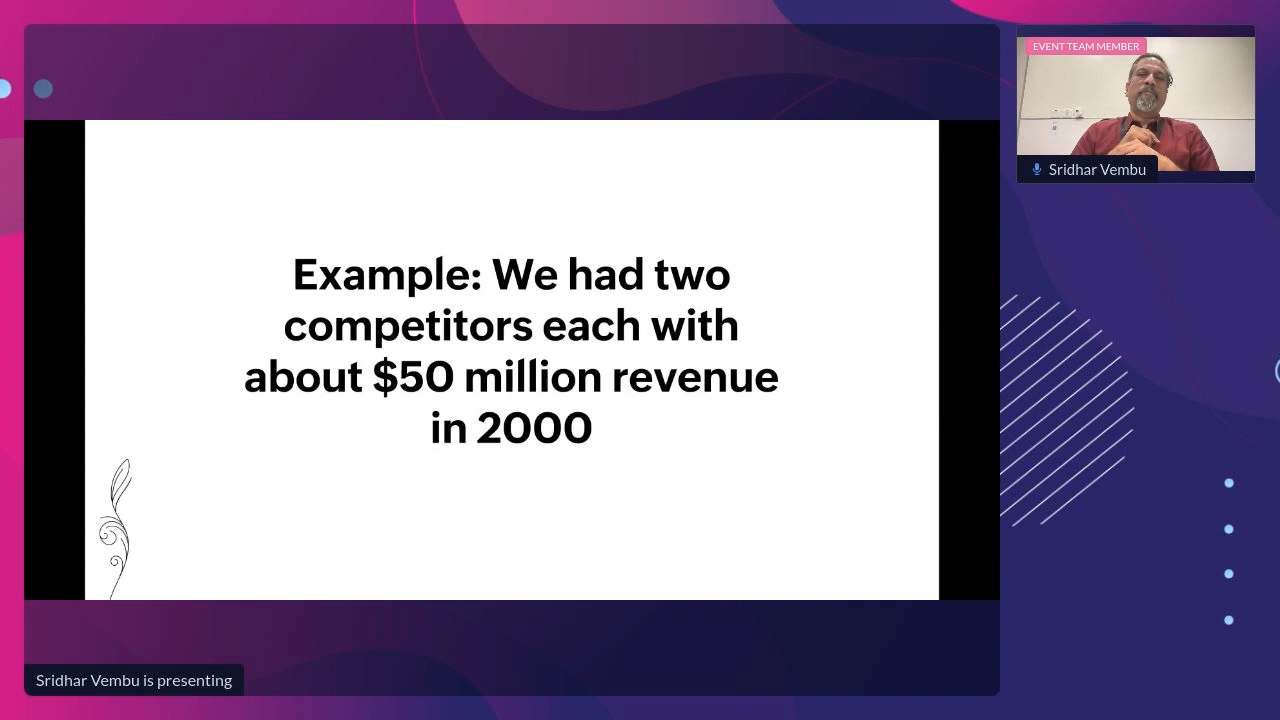 EVENT TEAM MEMBER
Sridhar Vembu
Example: We had two
competitors each with
about $50 million revenue
in 2000
Sridhar Vembu is presenting